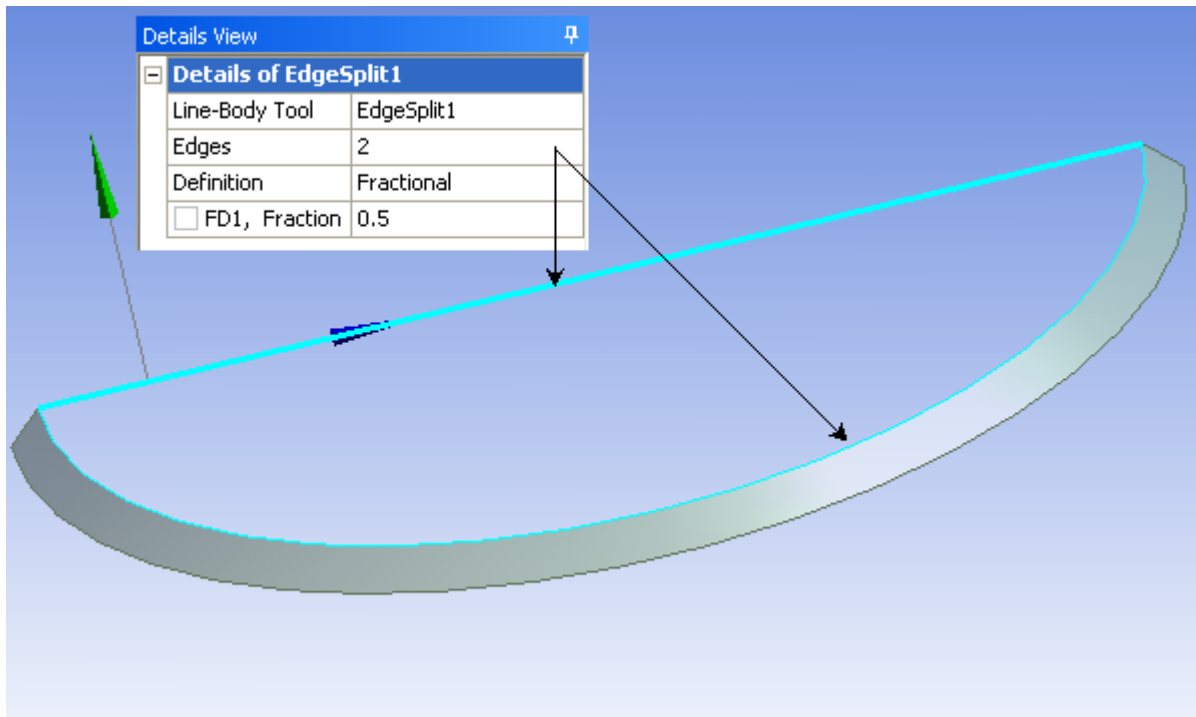 Details View
Details of EdgeSplit1
Line-Body Tool EdgeSplit1
Edges 2
Definition Fractional
FD1, Fraction 0.5